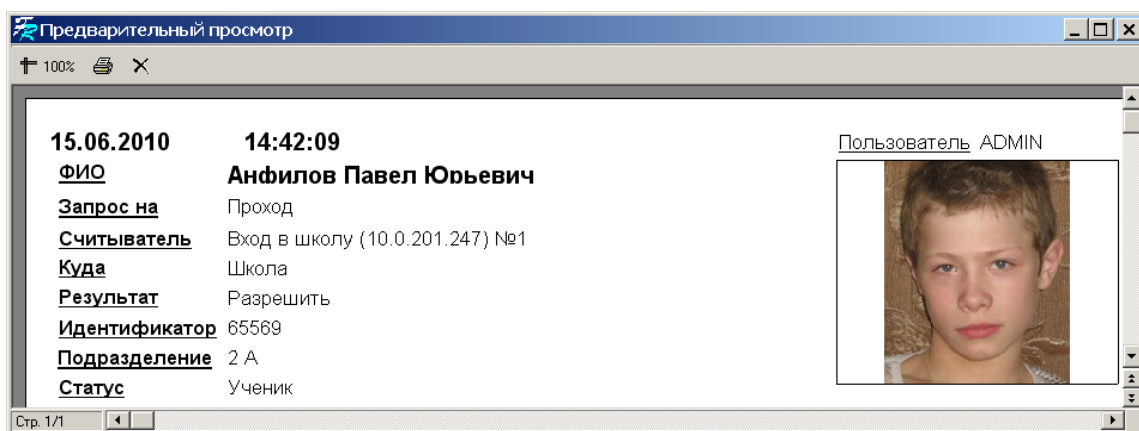 Предварительный просмотр
100%
15.06.2010 14:42:09 Пользователь ADMIN
ФИО Анфилов Павел Юрьевич
Запрос на Проход
Считыватель Вход в школу (10.0.201.247) №1
Куда Школа
Результат Разрешить
Идентификатор 65569
Подразделение 2 А
Статус Ученик
Стр. 1/1